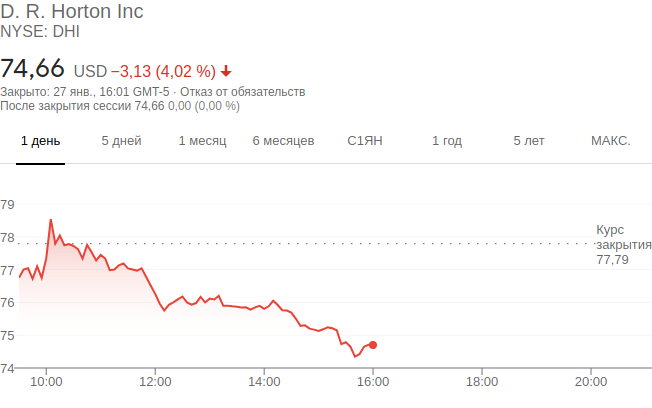 D. R. Horton Inc
NYSE: DHI
74,66 USD −3,13 (4,02 %)
Закрыто: 27 янв., 16:01 GMT-5 · Отказ от обязательств
После закрытия сессии 74,66 0,00 (0,00 %)
1 день 5 дней 1 месяц 6 месяцев С1ЯН 1 год 5 лет МАКС.
79
78
Курс
закрытия
77,79
77
76
75
74
10:00 12:00 14:00 16:00 18:00 20:00